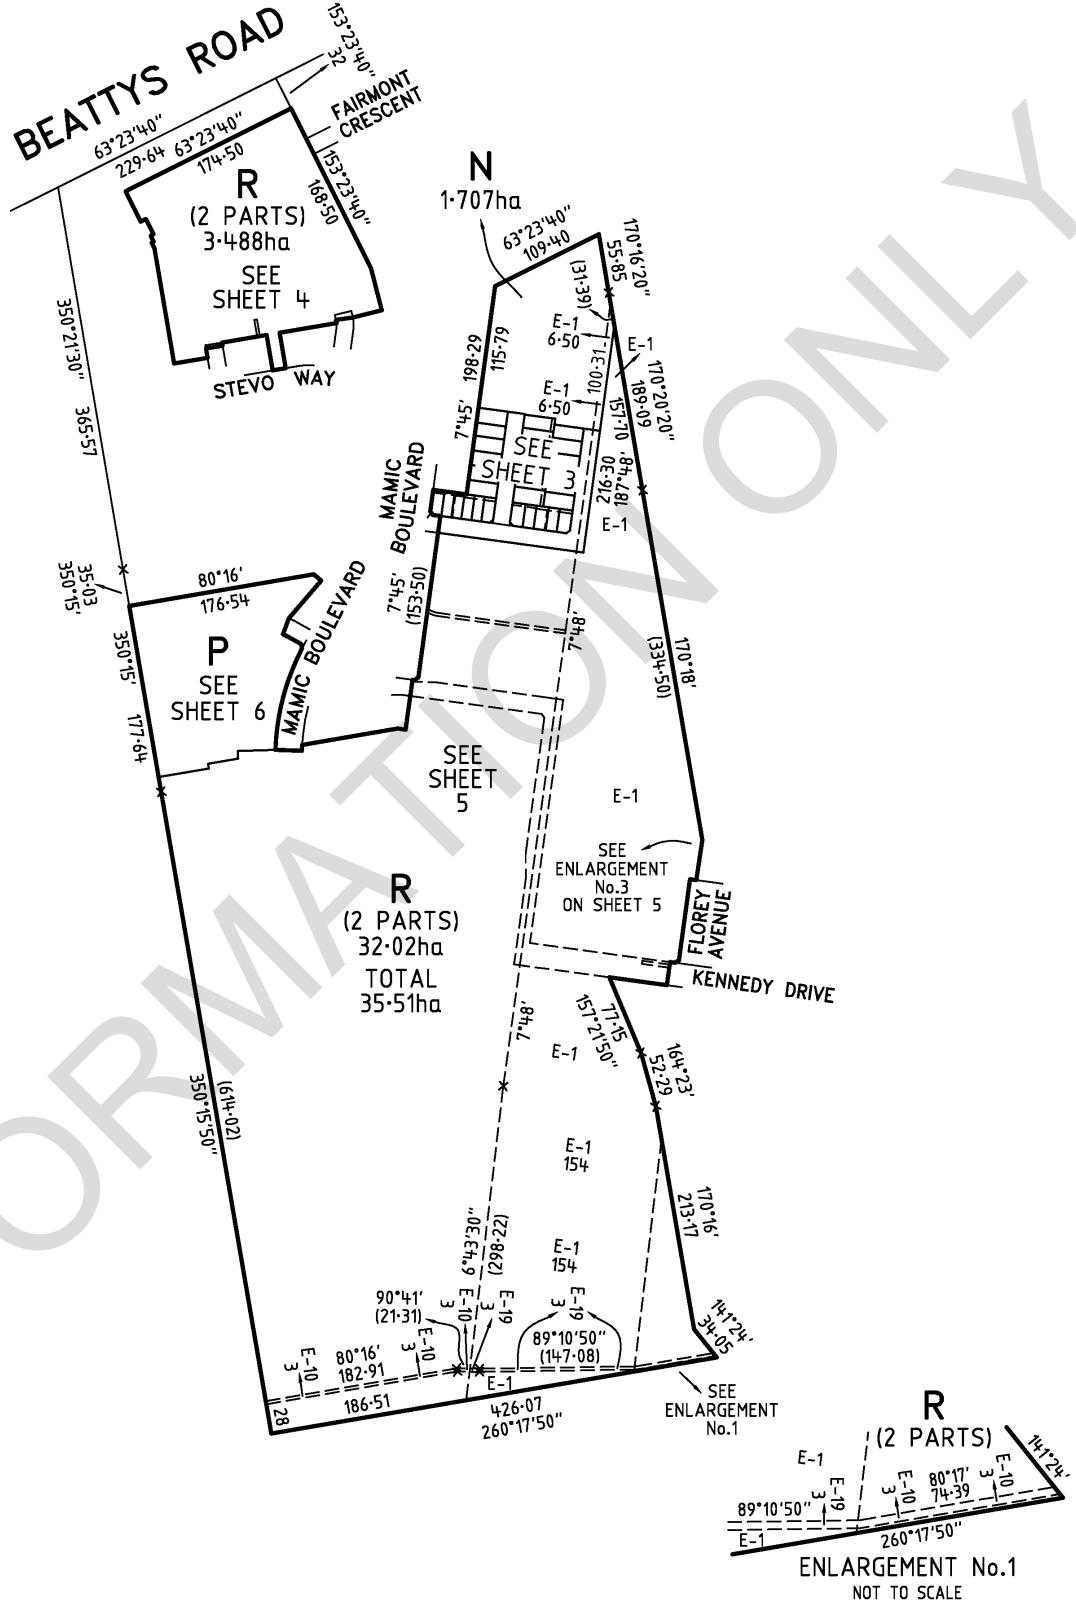 BEATTYS ROAD
63°23'40"
229·64 63°23'40"
174·50
153°23'40"
32
FAIRMONT
CRESCENT
153°23'40"
168·50
R
(2 PARTS)
3·488ha
SEE
SHEET 4
STEVO WAY
350°21'30"
365·57
N
1·707ha
63°23'40"
109·40
170°16'20"
55·85
(31·39)
E-1
6·50
E-1
100·31
E-1
6·50
198·29
115·79
7°45'
170°20'20"
189·09
157·70
216·30
187°48'
E-1
SEE
SHEET 3
MAMIC
BOULEVARD
7°45'
(153·50)
7°48'
35·03
350°15'
80°16'
176·54
P
SEE
SHEET 6
MAMIC BOULEVARD
350°15'
177·64
170°18'
(334·50)
SEE
SHEET
5
E-1
SEE
ENLARGEMENT
No.3
ON SHEET 5
FLOREY
AVENUE
KENNEDY DRIVE
R
(2 PARTS)
32·02ha
TOTAL
35·51ha
7°48'
77·15
157°21'50"
164°23'
52·29
E-1
E-1
154
350°15'50"
(614·02)
170°16'
213·17
6°43'30"
(298·22)
E-1
154
90°41'
(21·31)
E-10
3
E-19
3
E-19
3
89°10'50"
(147·08)
141°24'
34·05
E-10
3
80°16'
182·91
E-10
3
28
186·51
E-1
426·07
260°17'50"
SEE
ENLARGEMENT
No.1
R
(2 PARTS)
141°24'
E-1
E-19
3
E-10
3
80°17'
74·39
E-10
3
89°10'50"
E-1
260°17'50"
ENLARGEMENT No.1
NOT TO SCALE
ORMATION ONLY